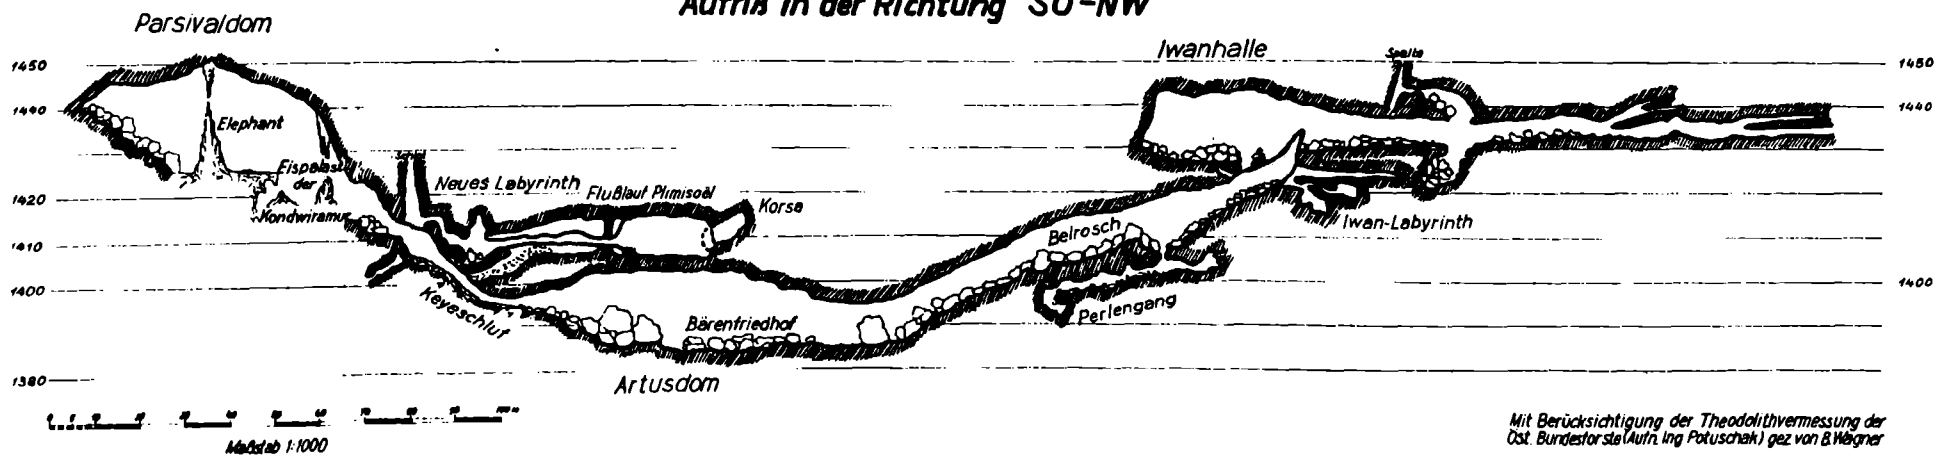 Aufriß in der Richtung SO-NW
Parsivaldom
Iwanhalle
Spalte
1450
1450
1440
1440
Elephant
Eispalast
der
Kondwiramur
1420
Neues Labyrinth
Flußlauf Plimisoël
Korsa
Iwan-Labyrinth
1410
Belrosch
1400
1400
Keyeschluf
Perlengang
Bärenfriedhof
1380
Artusdom
Maßstab 1:1000
Mit Berücksichtigung der Theodolithvermessung der
Öst. Bundesforste (Aufn. Ing Potuschak) gez von B.Wagner